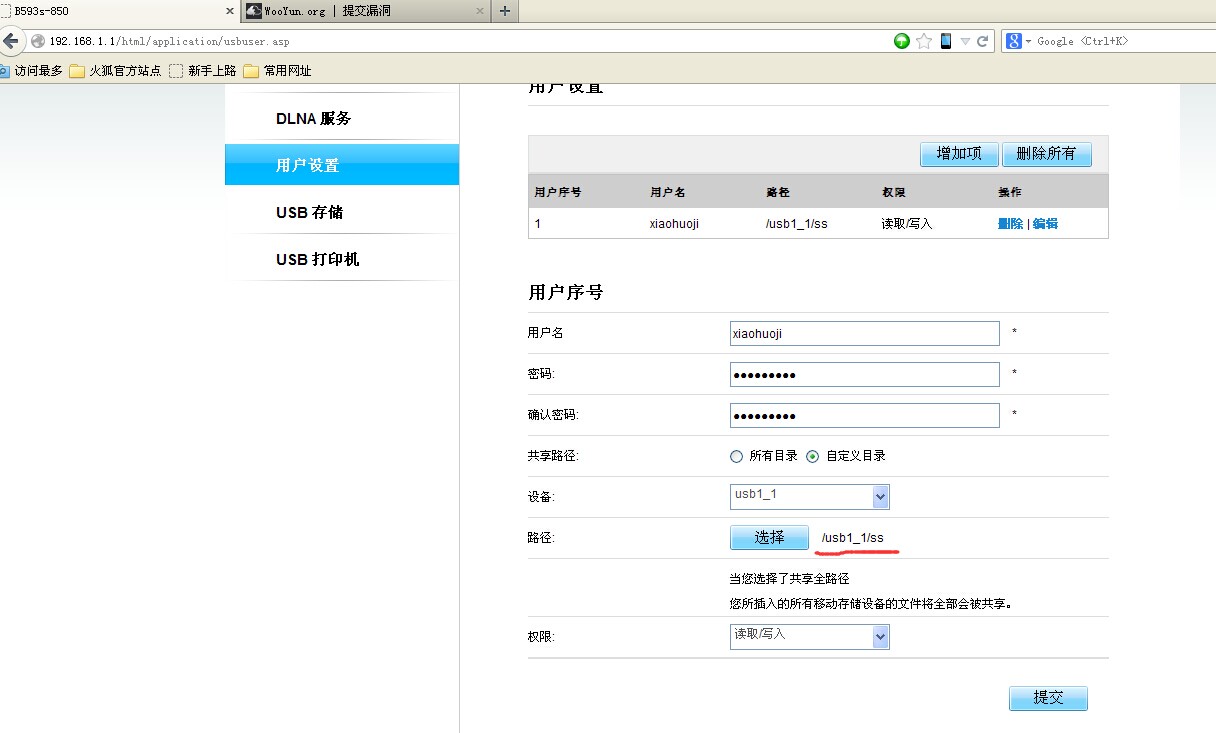 B593s-850
WooYun.org | 提交漏洞
192.168.1.1/html/application/usbuser.asp
Google <Ctrl+K>
访问最多 火狐官方站点 新手上路 常用网址
DLNA 服务
用户设置
USB 存储
USB 打印机
用户设置
增加项 删除所有
用户序号 用户名 路径 权限 操作
1 xiaohuoji /usb1_1/ss 读取/写入 删除 | 编辑
用户序号
用户名 xiaohuoji *
密码: ●●●●●●●●● *
确认密码: ●●●●●●●●● *
共享路径: 所有目录 自定义目录
设备: usb1_1
路径: 选择 /usb1_1/ss
当您选择了共享全路径
您所插入的所有移动存储设备的文件将全部会被共享。
权限: 读取/写入
提交